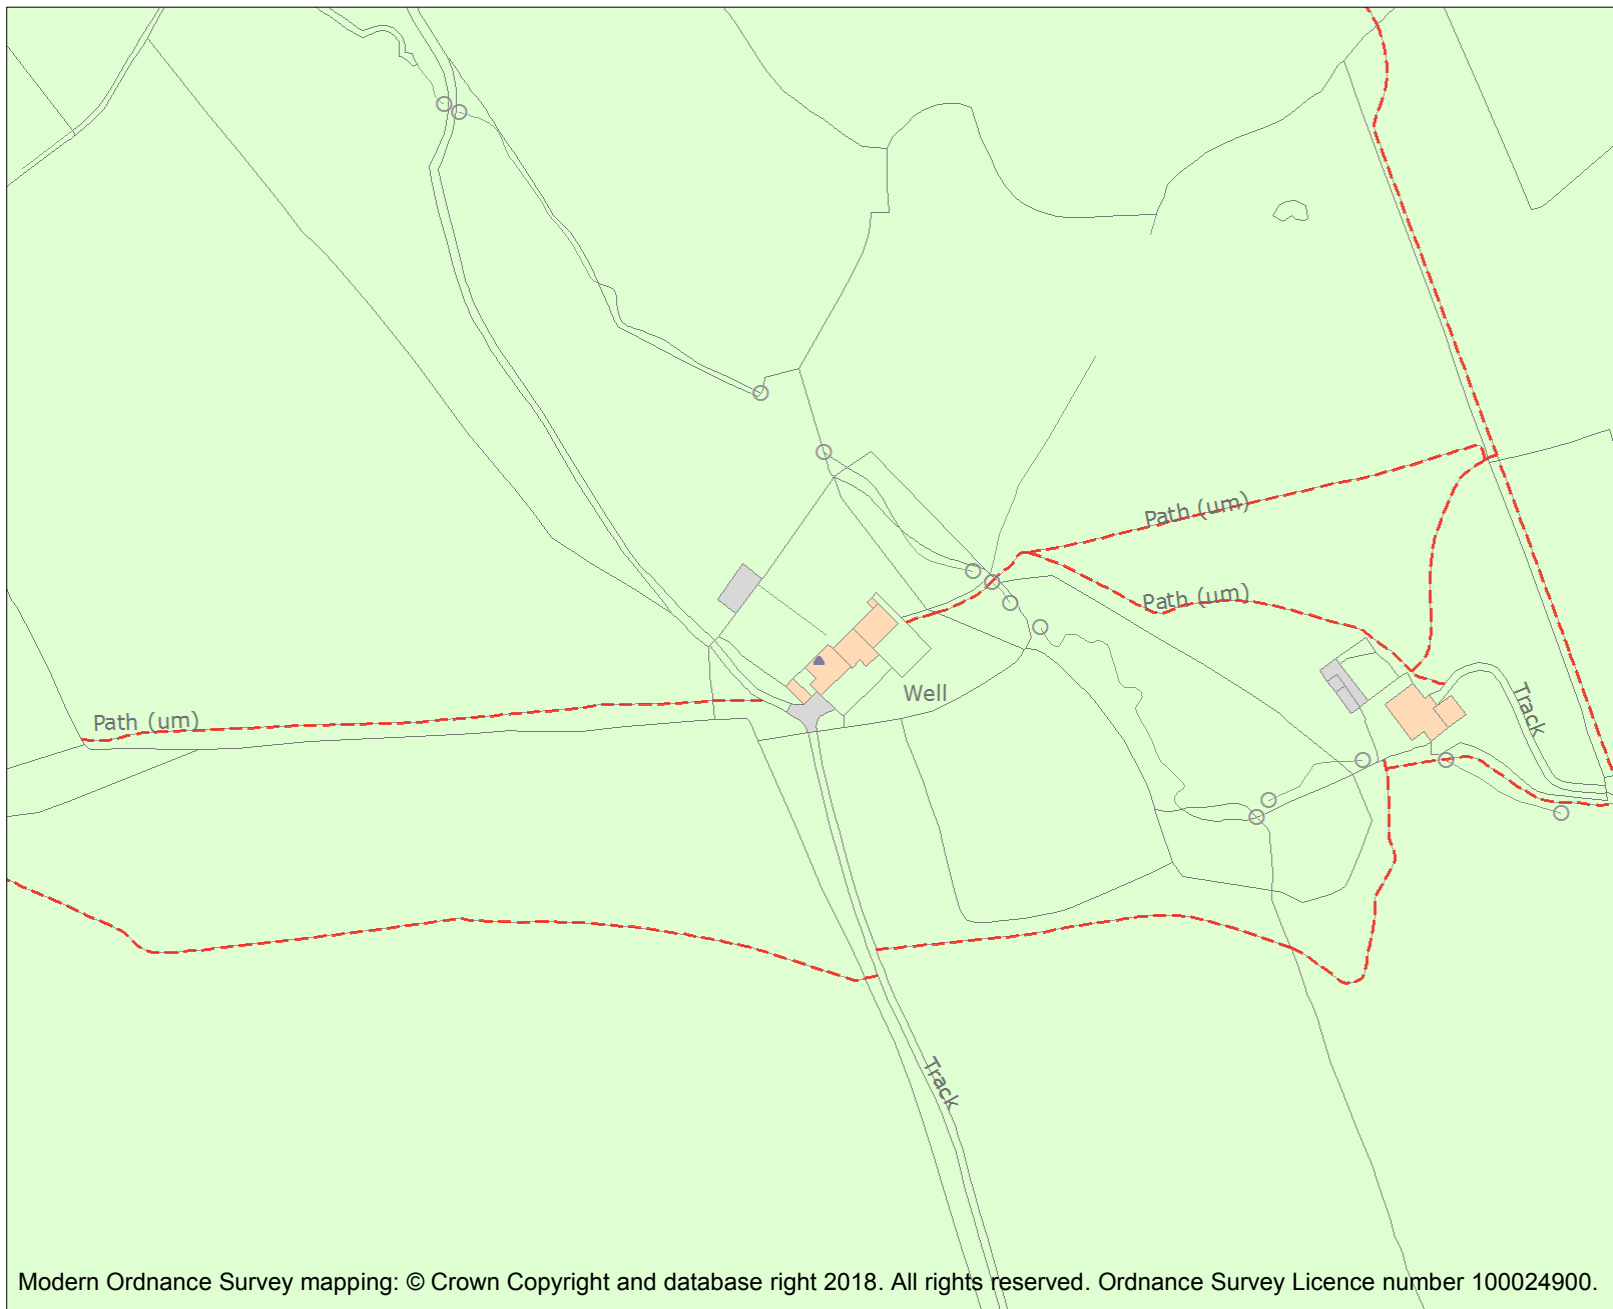 Path (um)
Path (um)
Well
Track
Path (um)
Track
Modern Ordnance Survey mapping: © Crown Copyright and database right 2018. All rights reserved. Ordnance Survey Licence number 100024900.